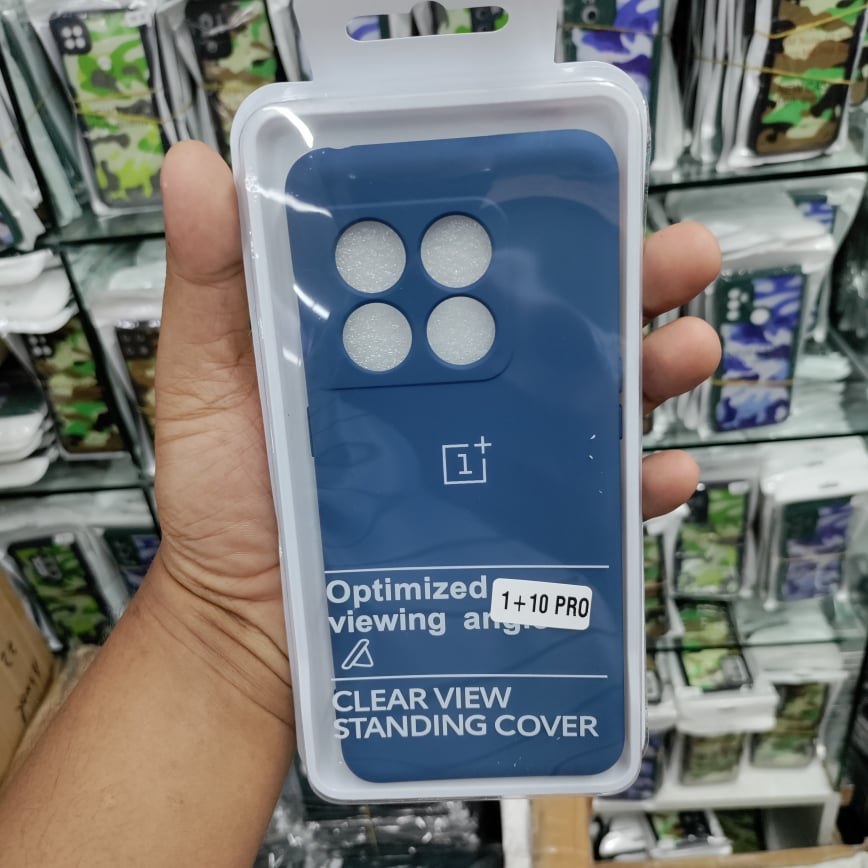 1
Optimized
viewing
1+10 PRO
CLEAR VIEW
STANDING COVER